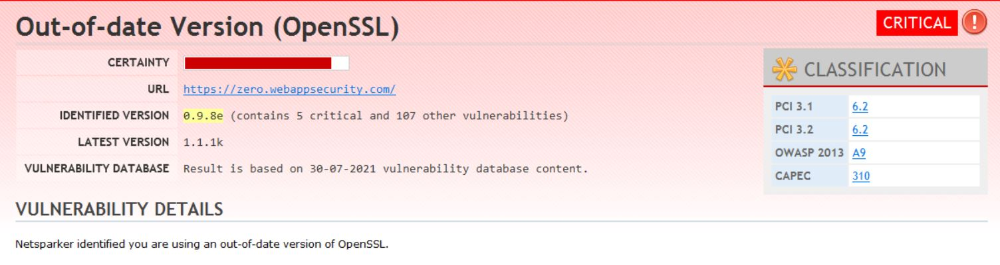 Out-of-date Version (OpenSSL)
CRITICAL
CERTAINTY
URL https://zero.webappsecurity.com/
IDENTIFIED VERSION 0.9.8e (contains 5 critical and 107 other vulnerabilities)
LATEST VERSION 1.1.1k
VULNERABILITY DATABASE Result is based on 30-07-2021 vulnerability database content.
CLASSIFICATION
PCI 3.1 6.2
PCI 3.2 6.2
OWASP 2013 A9
CAPEC 310
VULNERABILITY DETAILS
Netsparker identified you are using an out-of-date version of OpenSSL.